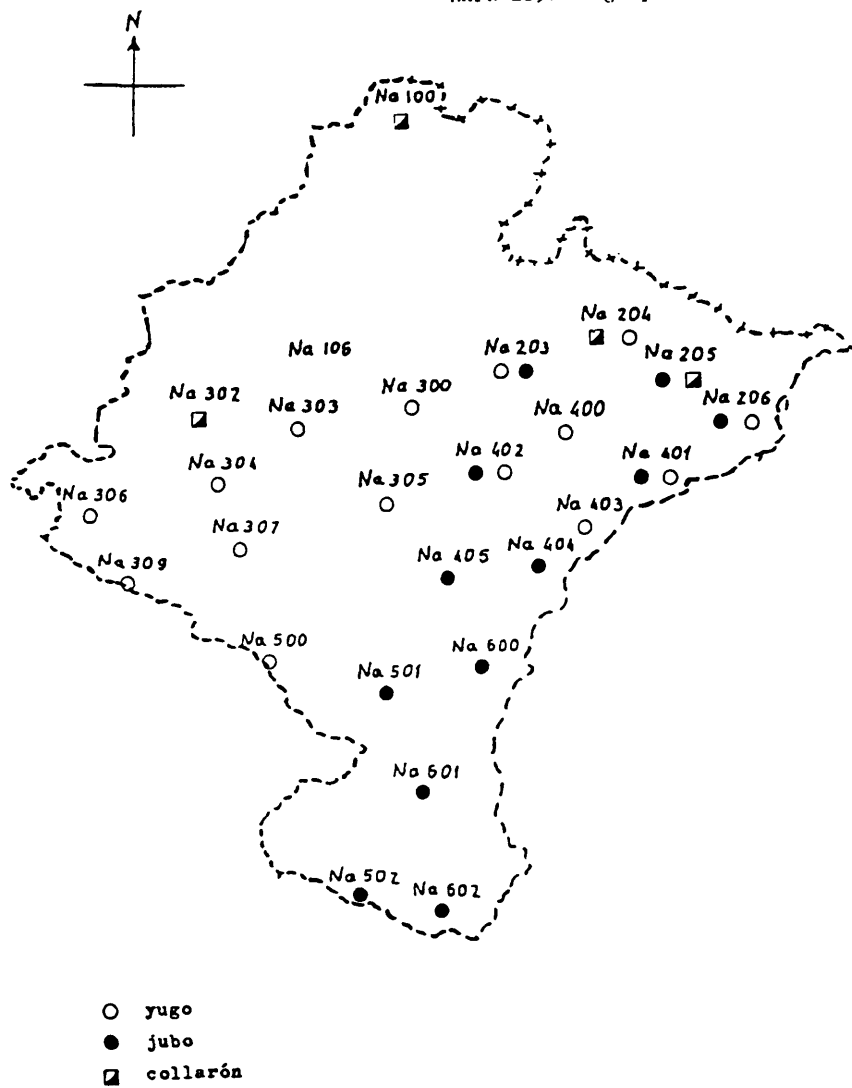 N
Na 100
Na 204
Na 106
Na 203
Na 205
Na 302
Na 300
Na 206
Na 303
Na 400
Na 402
Na 401
Na 304
Na 305
Na 306
Na 403
Na 307
Na 404
Na 309
Na 405
Na 500
Na 600
Na 501
Na 601
Na 502
Na 602
yugo
jubo
collarón